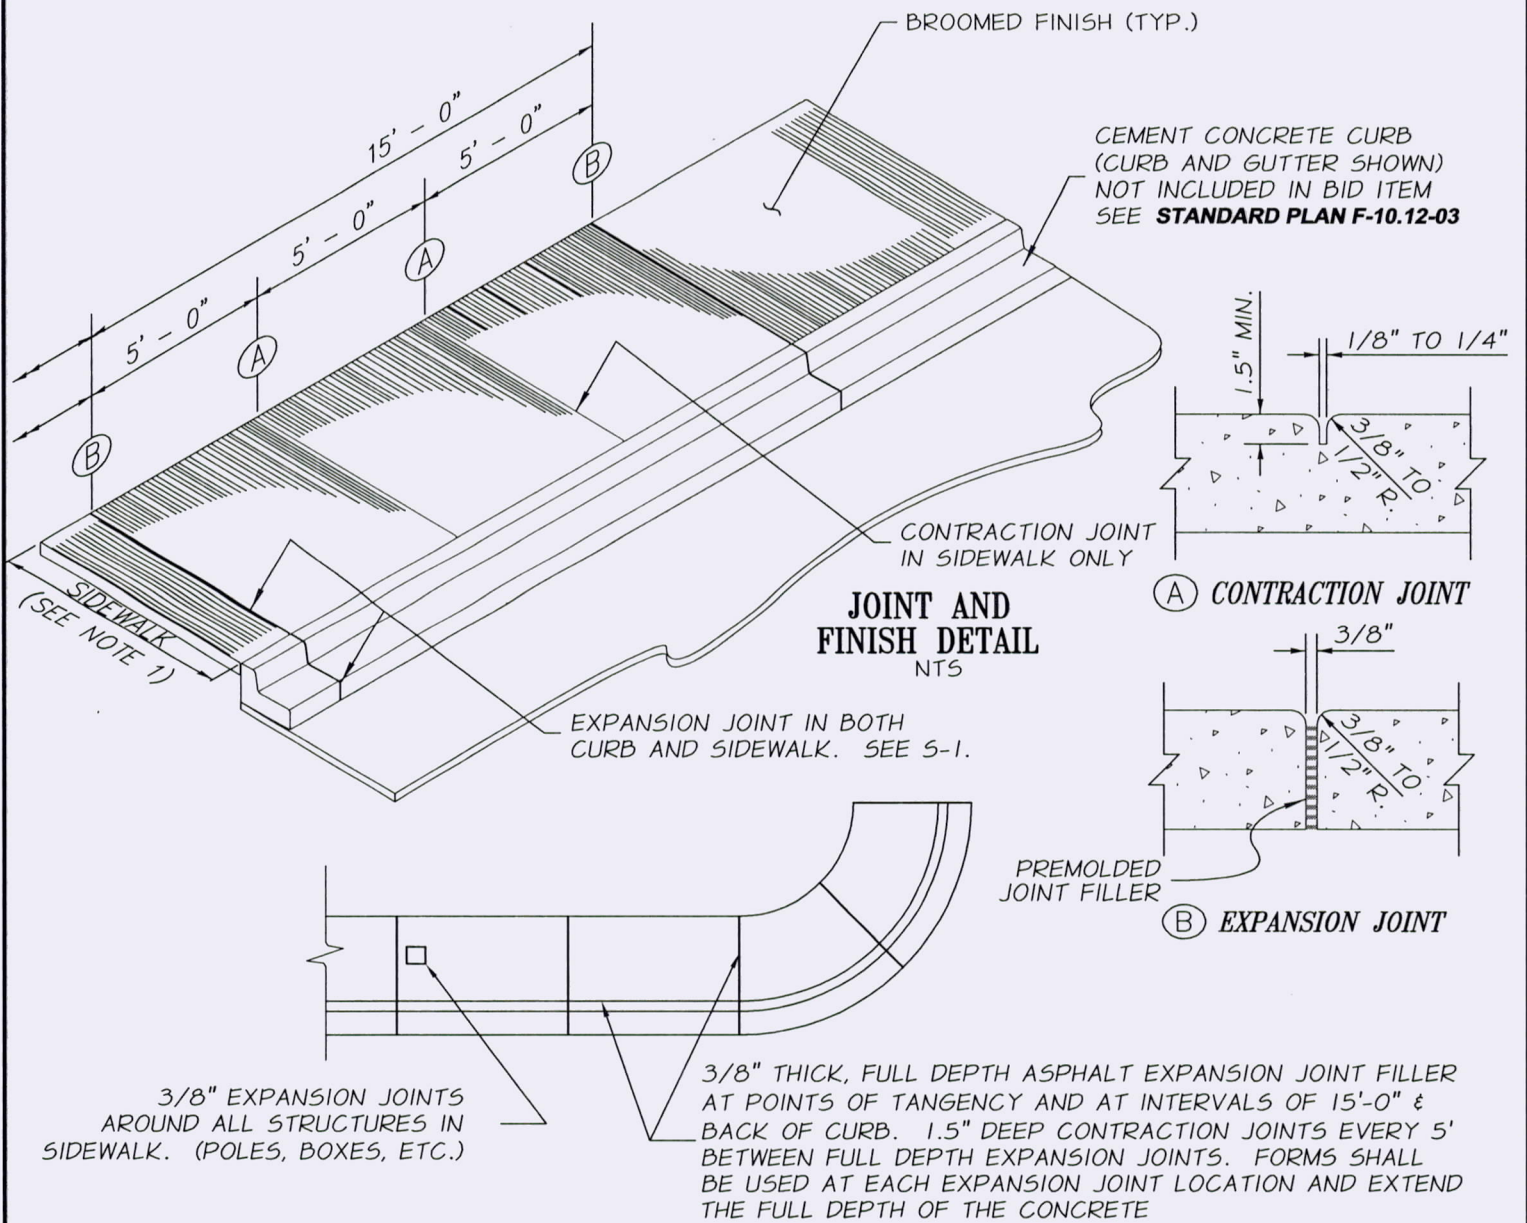 BROOMED FINISH (TYP.)
15' - 0"
5' - 0"
B
CEMENT CONCRETE CURB
(CURB AND GUTTER SHOWN)
NOT INCLUDED IN BID ITEM
SEE STANDARD PLAN F-10.12-03
5' - 0"
A
5' - 0"
A
B
1.5" MIN.
1/8" TO 1/4"
3/8" TO
1/2" R.
CONTRACTION JOINT
IN SIDEWALK ONLY
A CONTRACTION JOINT
SIDEWALK
(SEE NOTE 1)
JOINT AND
FINISH DETAIL
NTS
3/8"
EXPANSION JOINT IN BOTH
CURB AND SIDEWALK. SEE S-1.
3/8" TO
1/2" R.
PREMOLDED
JOINT FILLER
B EXPANSION JOINT
3/8" EXPANSION JOINTS
AROUND ALL STRUCTURES IN
SIDEWALK. (POLES, BOXES, ETC.)
3/8" THICK, FULL DEPTH ASPHALT EXPANSION JOINT FILLER
AT POINTS OF TANGENCY AND AT INTERVALS OF 15'-0" &
BACK OF CURB. 1.5" DEEP CONTRACTION JOINTS EVERY 5'
BETWEEN FULL DEPTH EXPANSION JOINTS. FORMS SHALL
BE USED AT EACH EXPANSION JOINT LOCATION AND EXTEND
THE FULL DEPTH OF THE CONCRETE